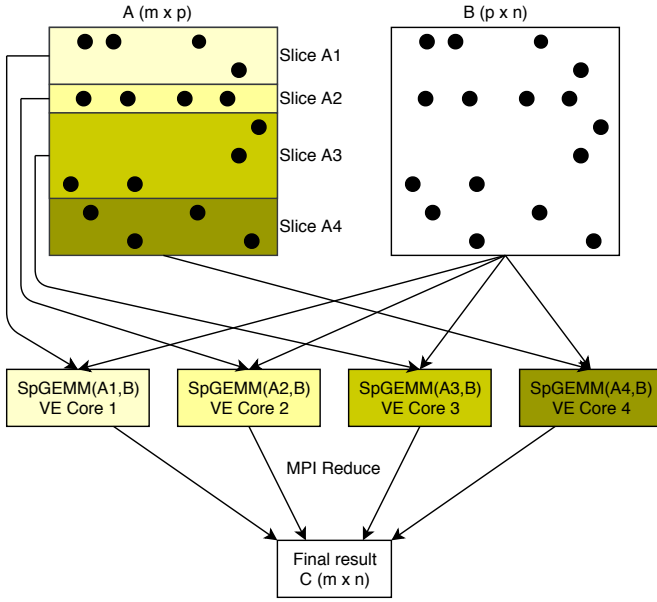 A (m x p)
B (p x n)
Slice A1
Slice A2
Slice A3
Slice A4
SpGEMM(A1,B)
VE Core 1
SpGEMM(A2,B)
VE Core 2
SpGEMM(A3,B)
VE Core 3
SpGEMM(A4,B)
VE Core 4
MPI Reduce
Final result
C (m x n)